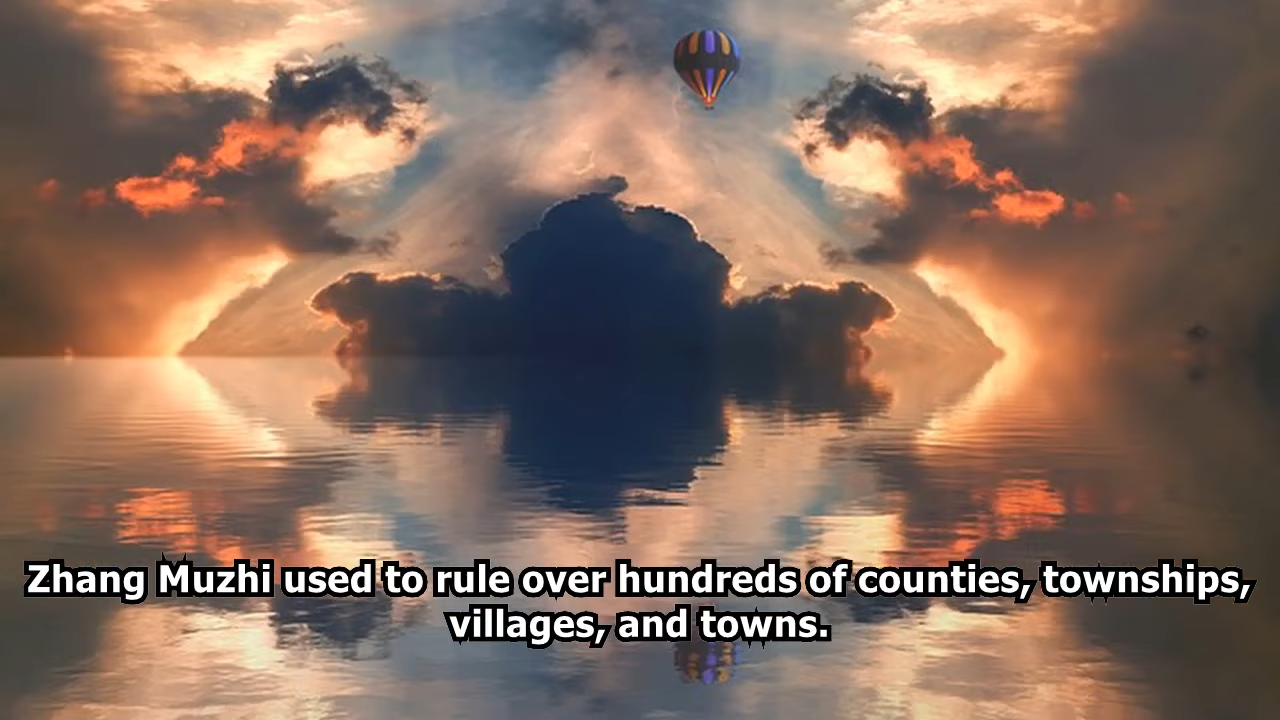 Zhang Muzhi used to rule over hundreds of counties, townships,
villages, and towns.